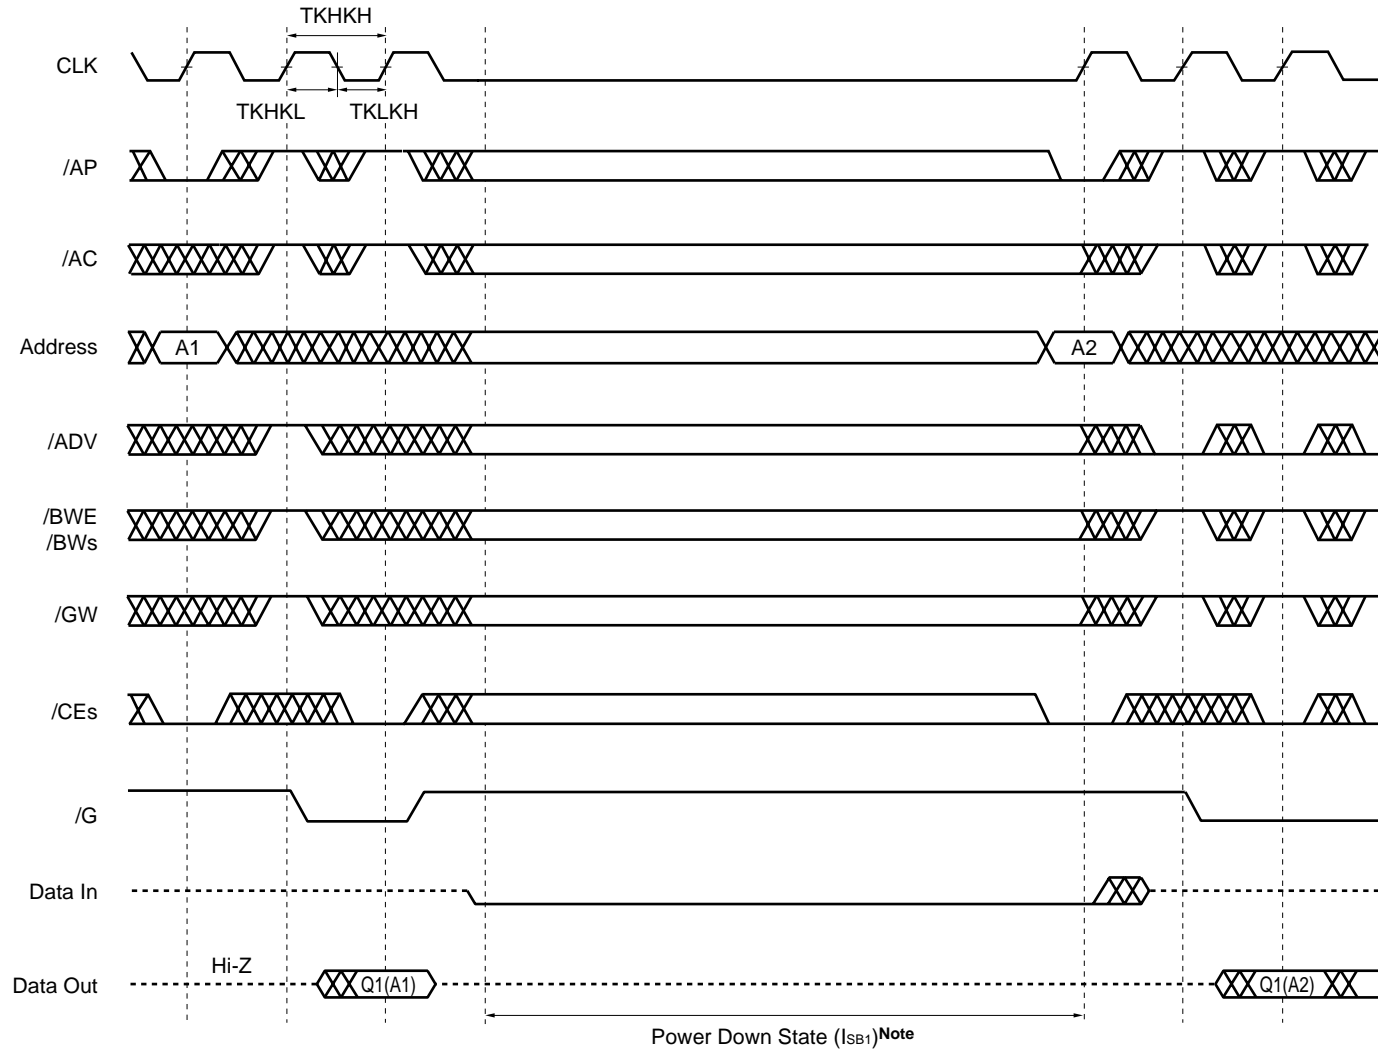 TKHKH
CLK
TKHKL TKLKH
/AP
/AC
Address A1 A2
/ADV
/BWE
/BWs
/GW
/CEs
/G
Data In
Hi-Z
Data Out Q1(A1) Q1(A2)
Power Down State (ISB1)Note